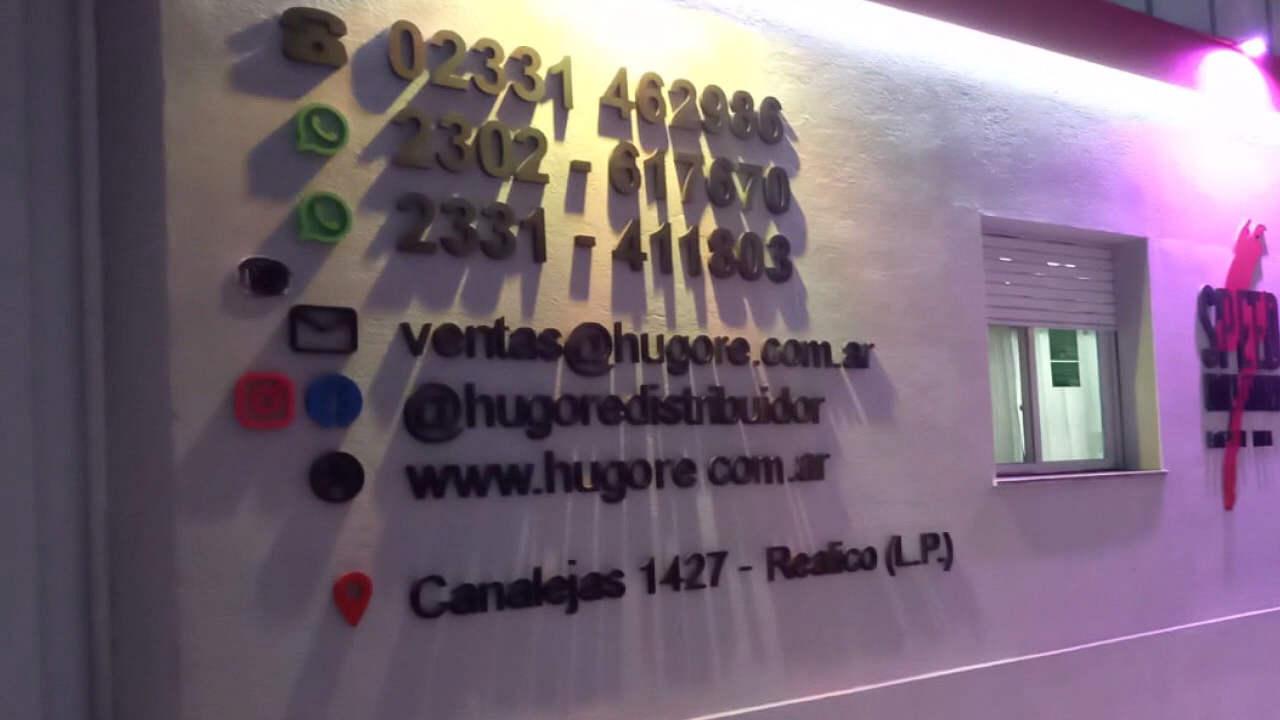 02331 462986
2302 - 617670
2331 - 411803
ventas@hugore.com.ar
@hugoredistribuidor
www.hugore.com.ar
Canalejas 1427 - Realico (L.P.)